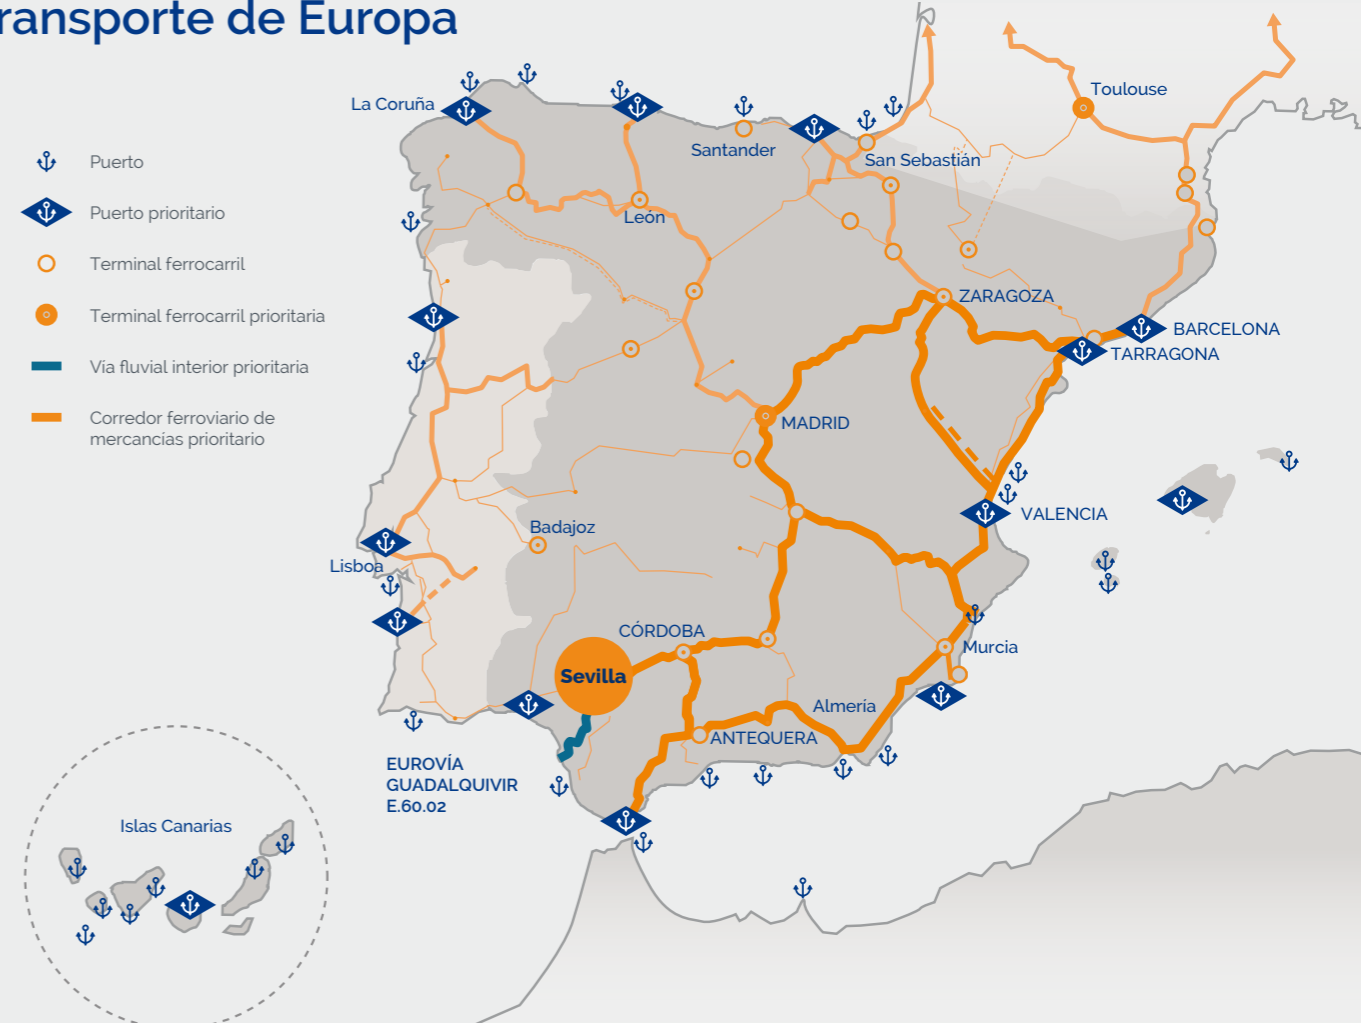 ransporte de Europa
Puerto
Puerto prioritario
Terminal ferrocarril
Terminal ferrocarril prioritaria
Vía fluvial interior prioritaria
Corredor ferroviario de
mercancías prioritario
La Coruña
Santander
San Sebastián
Toulouse
León
ZARAGOZA
BARCELONA
TARRAGONA
MADRID
VALENCIA
Badajoz
Lisboa
CÓRDOBA
Sevilla
Murcia
Almería
ANTEQUERA
EUROVÍA
GUADALQUIVIR
E.60.02
Islas Canarias